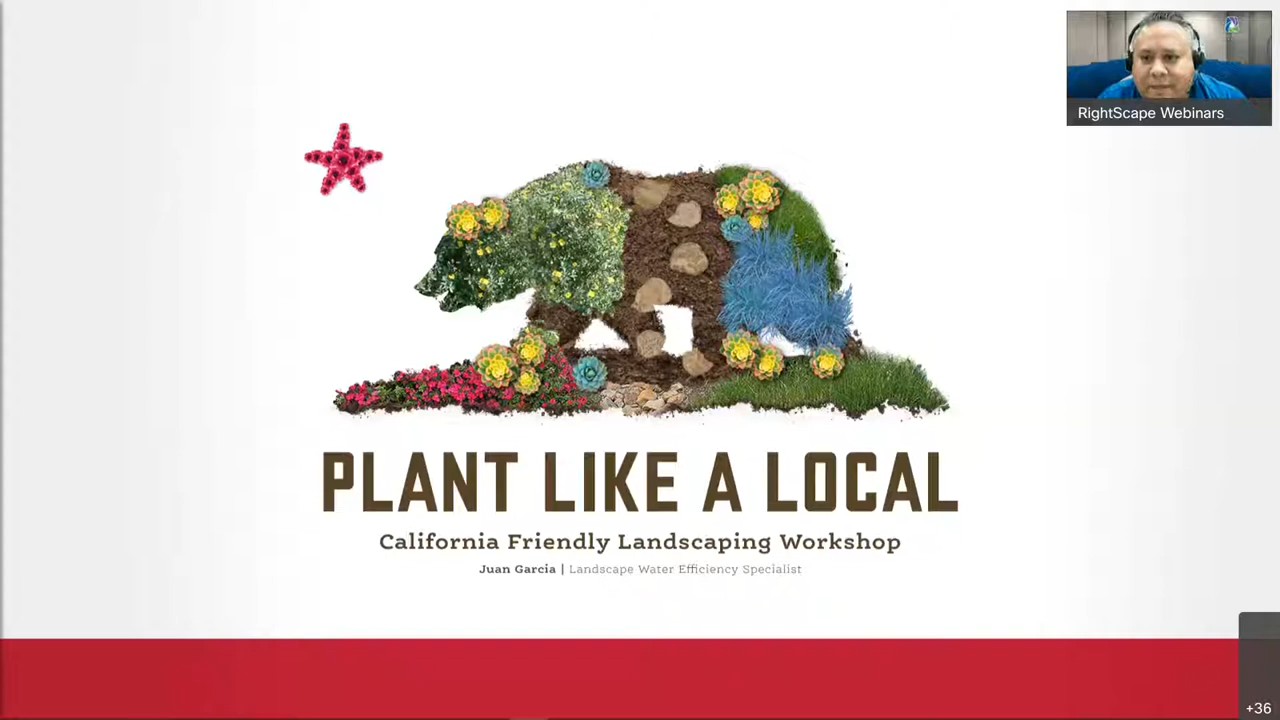 RightScape Webinars
PLANT LIKE A LOCAL
California Friendly Landscaping Workshop
Juan Garcia | Landscape Water Efficiency Specialist
+36